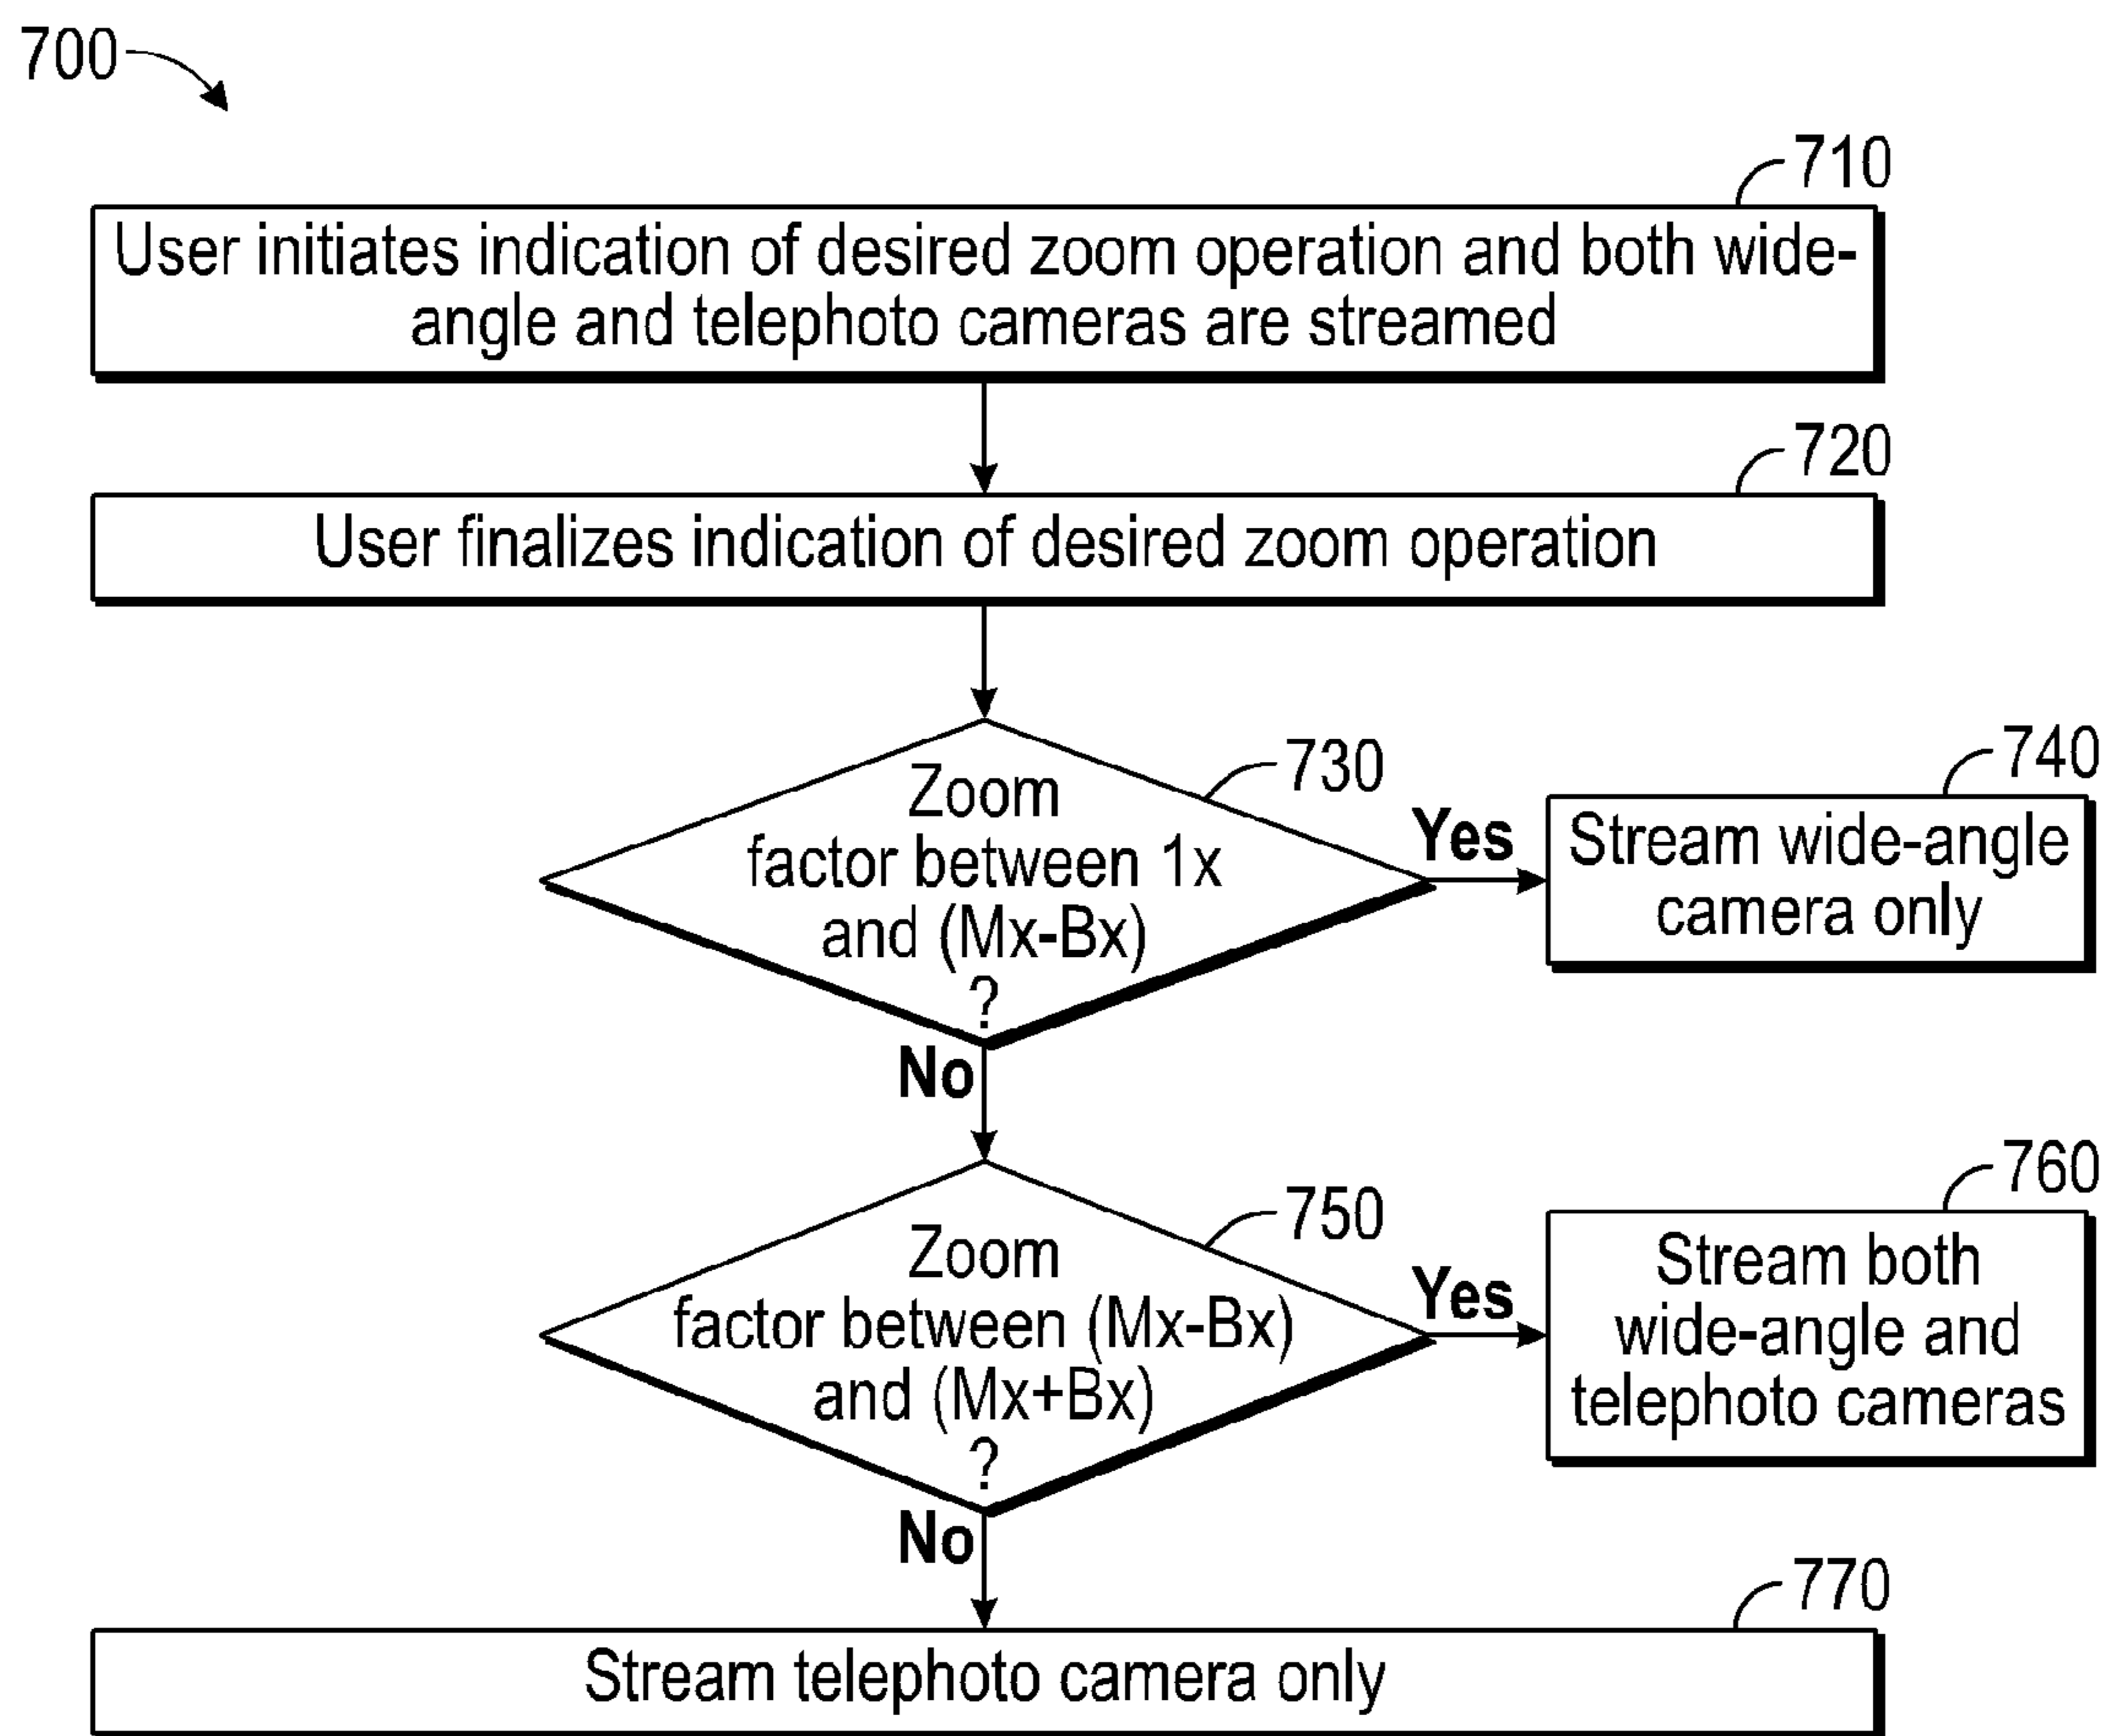 700
710
User initiates indication of desired zoom operation and both wide-
angle and telephoto cameras are streamed
720
User finalizes indication of desired zoom operation
730
Zoom
factor between 1x
and (Mx-Bx)
?
Yes
740
Stream wide-angle
camera only
No
750
Zoom
factor between (Mx-Bx)
and (Mx+Bx)
?
Yes
760
Stream both
wide-angle and
telephoto cameras
No
770
Stream telephoto camera only